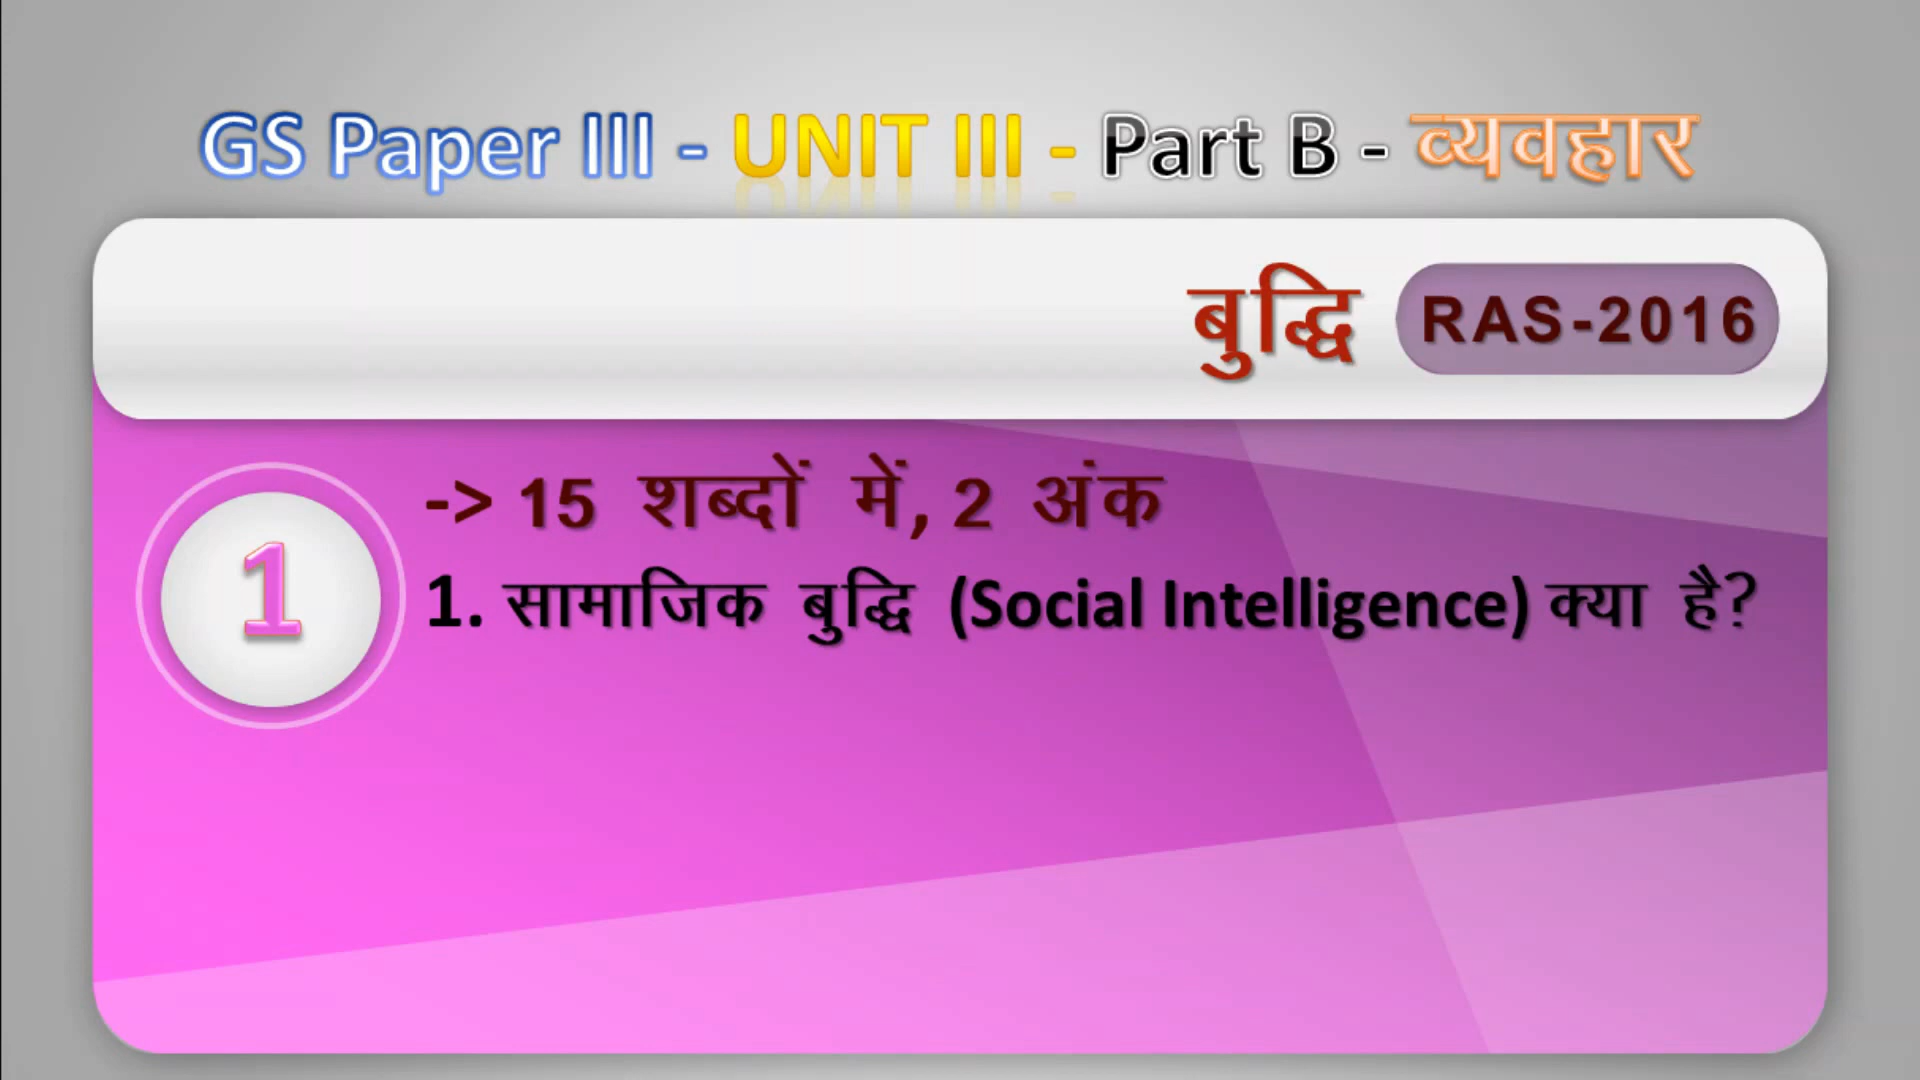 GS Paper III - UNIT III - Part B - व्यवहार
बुद्धि RAS-2016
-> 15 शब्दों में, 2 अंक
1
1. सामाजिक बुद्धि (Social Intelligence) क्या है?